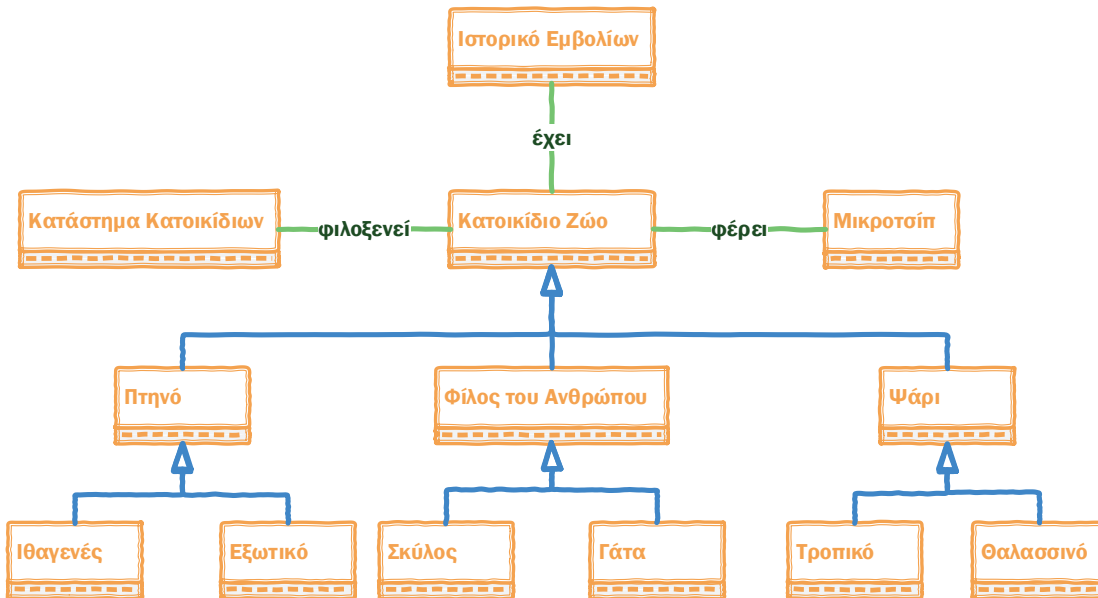 Ιστορικό Εμβολίων
έχει
Κατάστημα Κατοικίδιων
φιλοξενεί
Κατοικίδιο Ζώο
φέρει
Μικροτσίπ
Πτηνό
Φίλος του Ανθρώπου
Ψάρι
Ιθαγενές
Εξωτικό
Σκύλος
Γάτα
Τροπικό
Θαλασσινό